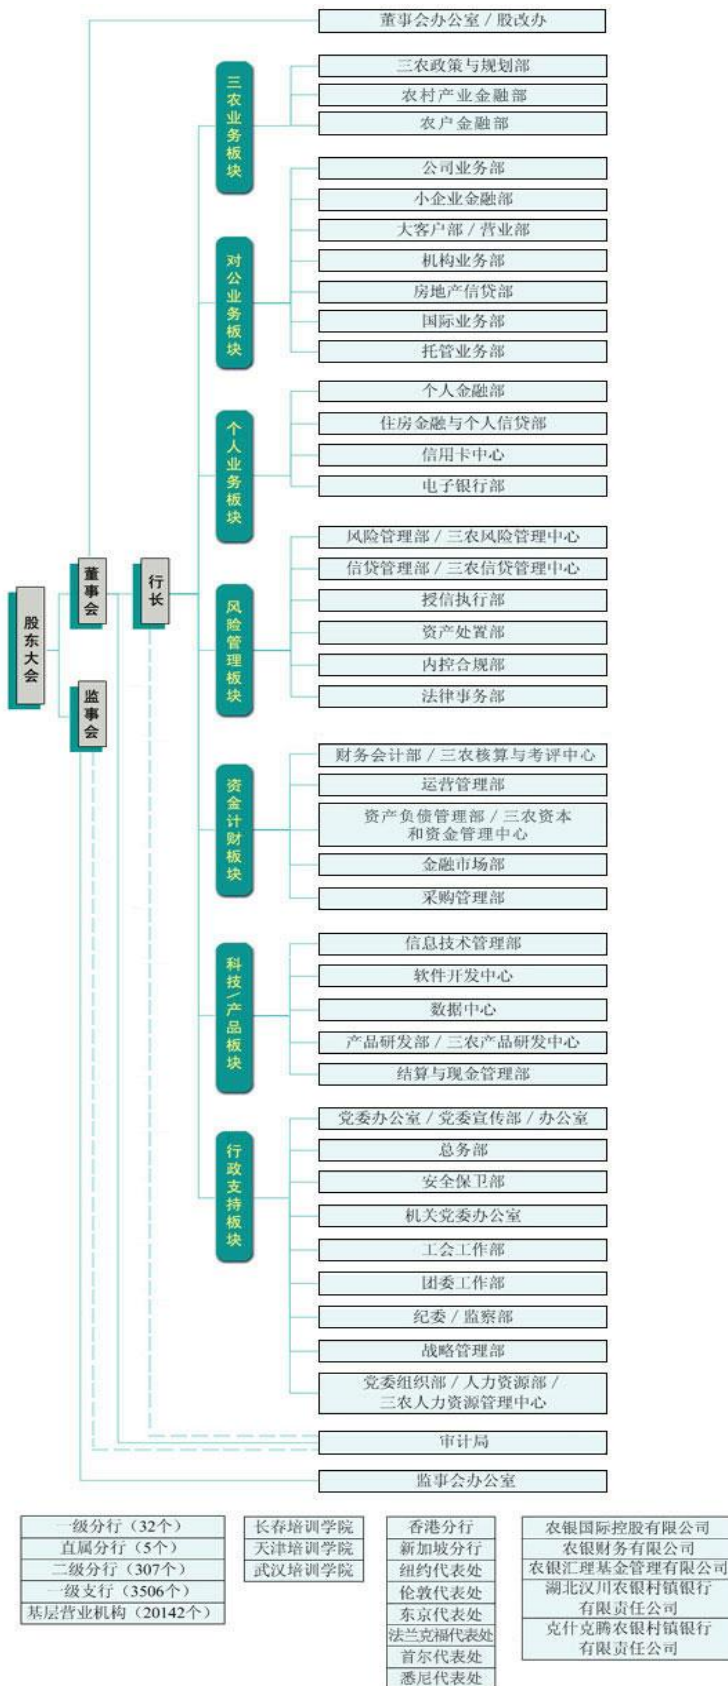 董事会办公室 / 股改办
三农业务板块
三农政策与规划部
农村产业金融部
农户金融部
对公业务板块
公司业务部
小企业金融部
大客户部 / 营业部
机构业务部
房地产信贷部
国际业务部
托管业务部
个人业务板块
个人金融部
住房金融与个人信贷部
信用卡中心
电子银行部
股东大会
董事会
监事会
行长
风险管理板块
风险管理部 / 三农风险管理中心
信贷管理部 / 三农信贷管理中心
授信执行部
资产处置部
内控合规部
法律事务部
资金计财板块
财务会计部 / 三农核算与考评中心
运营管理部
资产负债管理部 / 三农资本
和资金管理中心
金融市场部
采购管理部
科技/产品板块
信息技术管理部
软件开发中心
数据中心
产品研发部 / 三农产品研发中心
结算与现金管理部
行政支持板块
党委办公室 / 党委宣传部 / 办公室
总务部
安全保卫部
机关党委办公室
工会工作部
团委工作部
纪委 / 监察部
战略管理部
党委组织部 / 人力资源部 /
三农人力资源管理中心
审计局
监事会办公室
一级分行（32个）
直属分行（5个）
二级分行（307个）
一级支行（3506个）
基层营业机构（20142个）
长春培训学院
天津培训学院
武汉培训学院
香港分行
新加坡分行
纽约代表处
伦敦代表处
东京代表处
法兰克福代表处
首尔代表处
悉尼代表处
农银国际控股有限公司
农银财务有限公司
农银汇理基金管理有限公司
湖北汉川农银村镇银行
有限责任公司
克什克腾农银村镇银行
有限责任公司